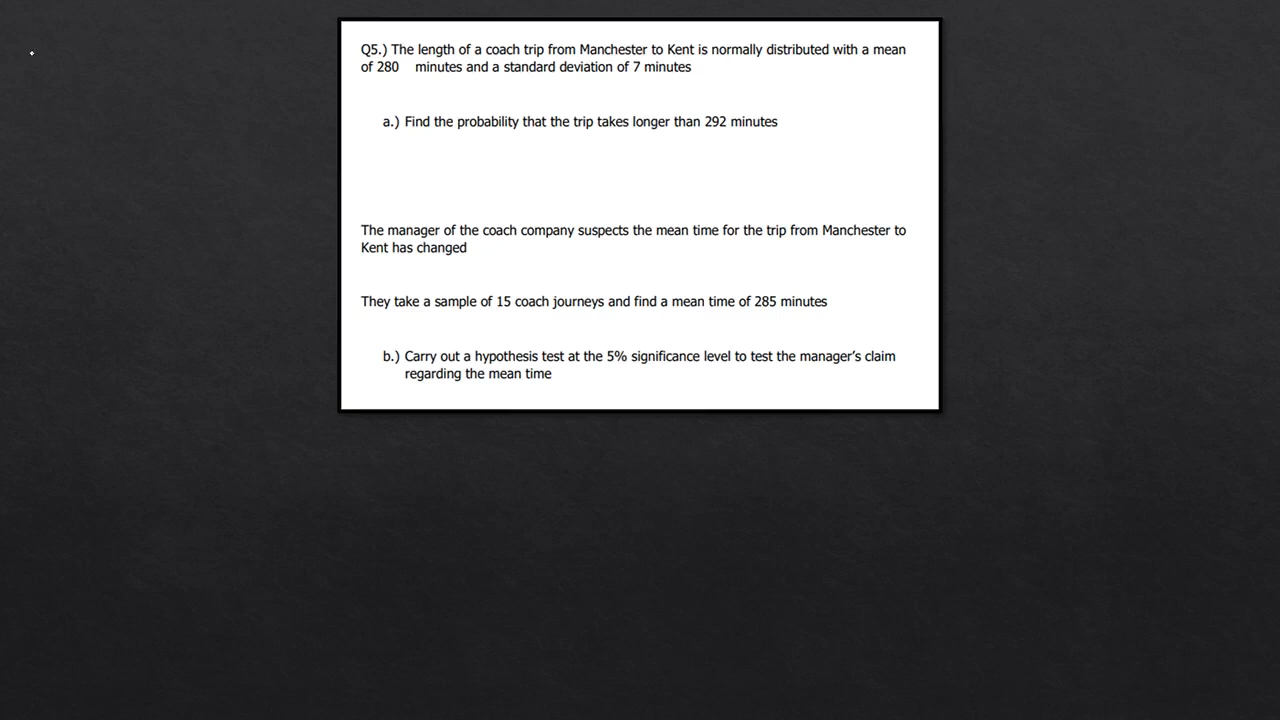 Q5.) The length of a coach trip from Manchester to Kent is normally distributed with a mean
of 280 minutes and a standard deviation of 7 minutes
a.) Find the probability that the trip takes longer than 292 minutes
The manager of the coach company suspects the mean time for the trip from Manchester to
Kent has changed
They take a sample of 15 coach journeys and find a mean time of 285 minutes
b.) Carry out a hypothesis test at the 5% significance level to test the manager’s claim
regarding the mean time